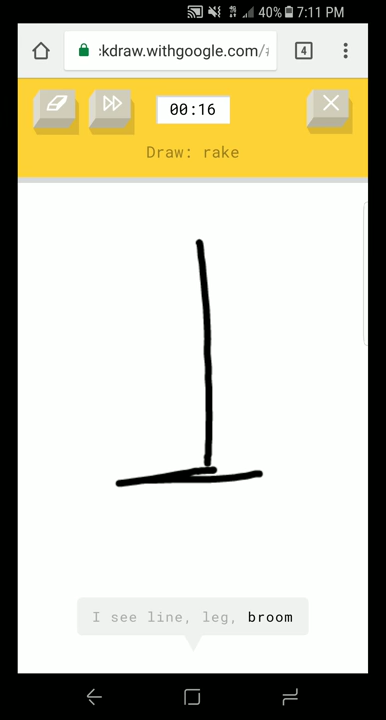 40% 7:11 PM
:kdraw.withgoogle.com/#
4
00:16
Draw: rake
I see line, leg, broom